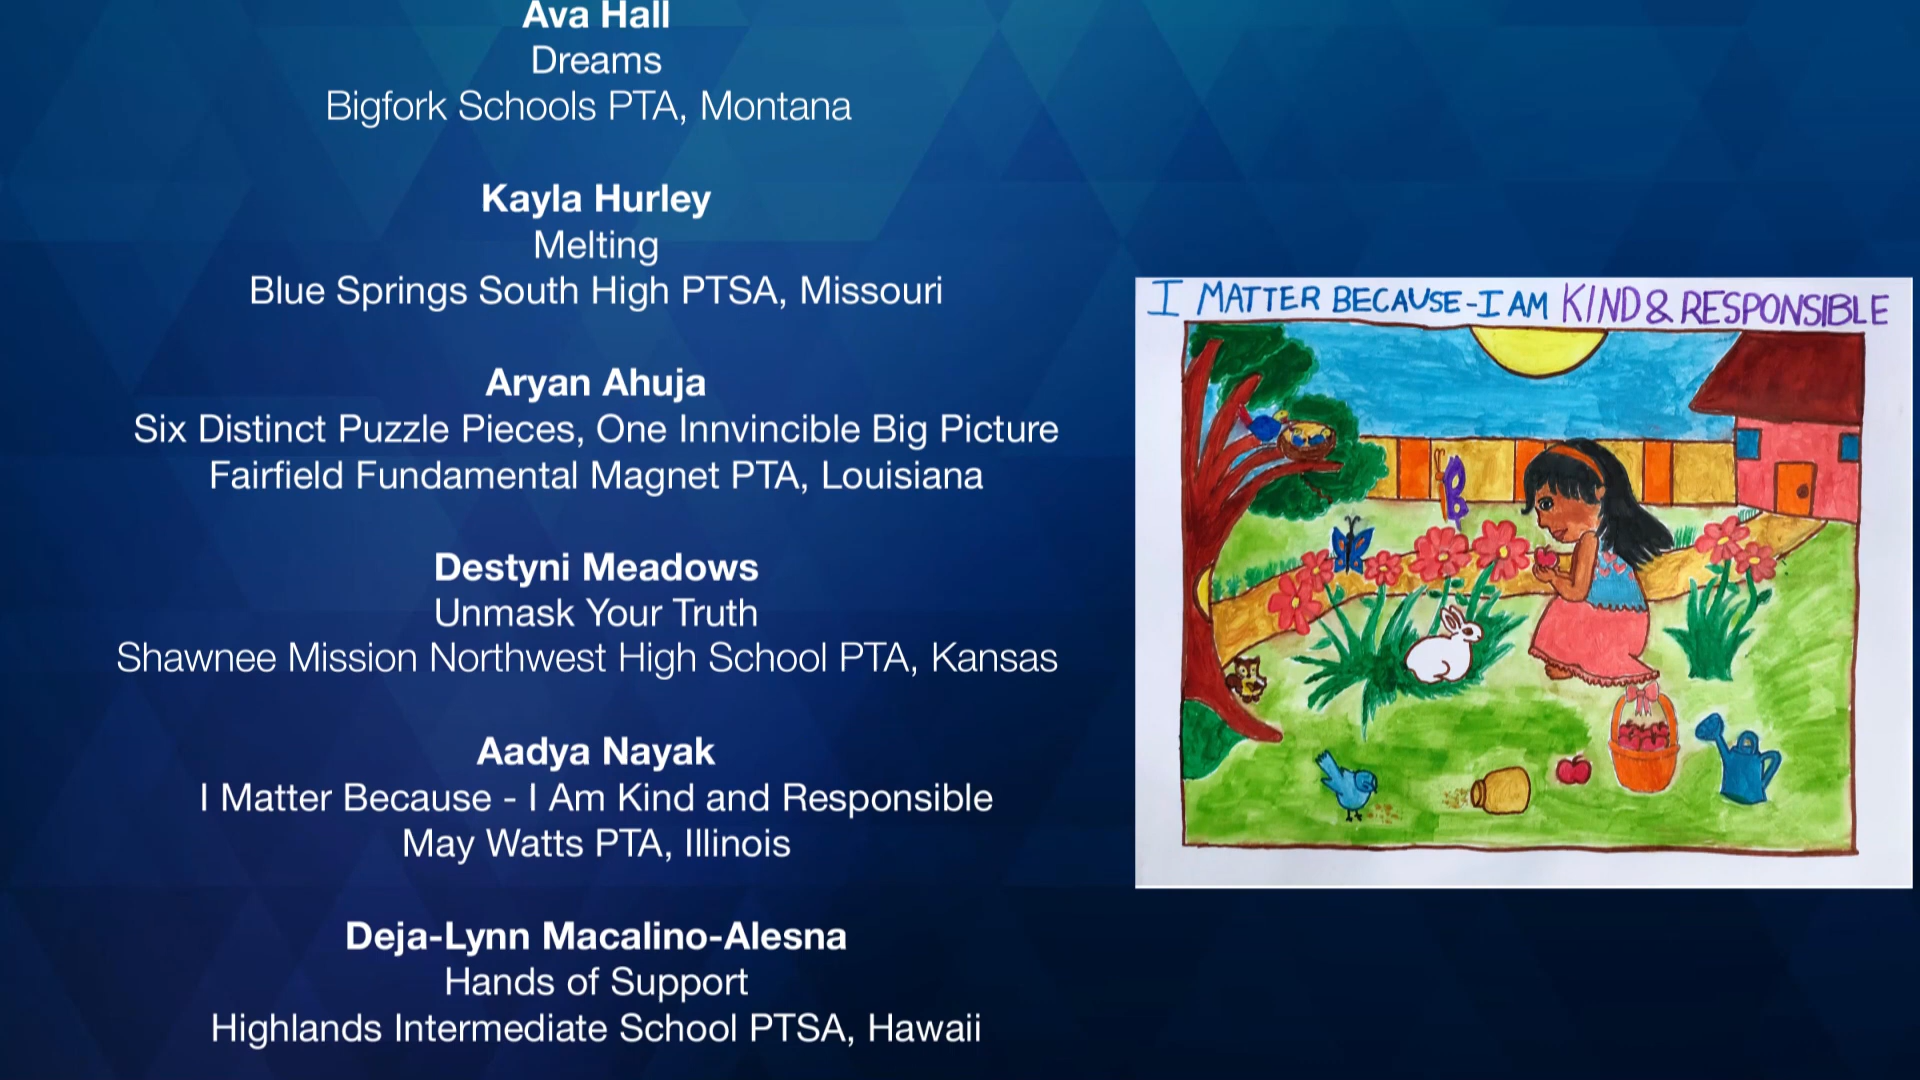 Ava Hall
Dreams
Bigfork Schools PTA, Montana
Kayla Hurley
Melting
Blue Springs South High PTSA, Missouri
Aryan Ahuja
Six Distinct Puzzle Pieces, One Innvincible Big Picture
Fairfield Fundamental Magnet PTA, Louisiana
Destyni Meadows
Unmask Your Truth
Shawnee Mission Northwest High School PTA, Kansas
Aadya Nayak
I Matter Because - I Am Kind and Responsible
May Watts PTA, Illinois
Deja-Lynn Macalino-Alesna
Hands of Support
Highlands Intermediate School PTSA, Hawaii
I MATTER BECAUSE-I AM KIND & RESPONSIBLE